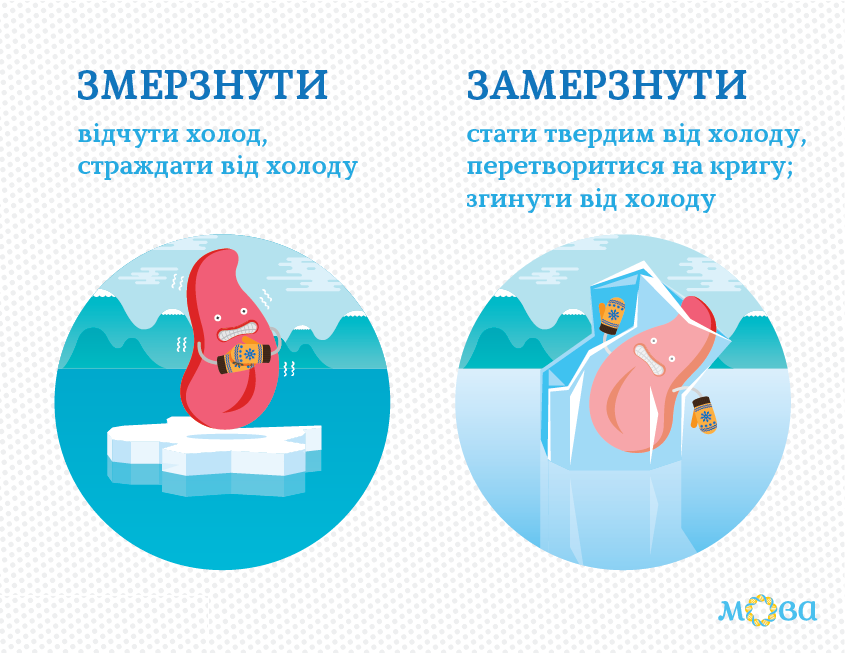 ЗМЕРЗНУТИ
відчути холод,
страждати від холоду
ЗАМЕРЗНУТИ
стати твердим від холоду,
перетворитися на кригу;
згинути від холоду
мова